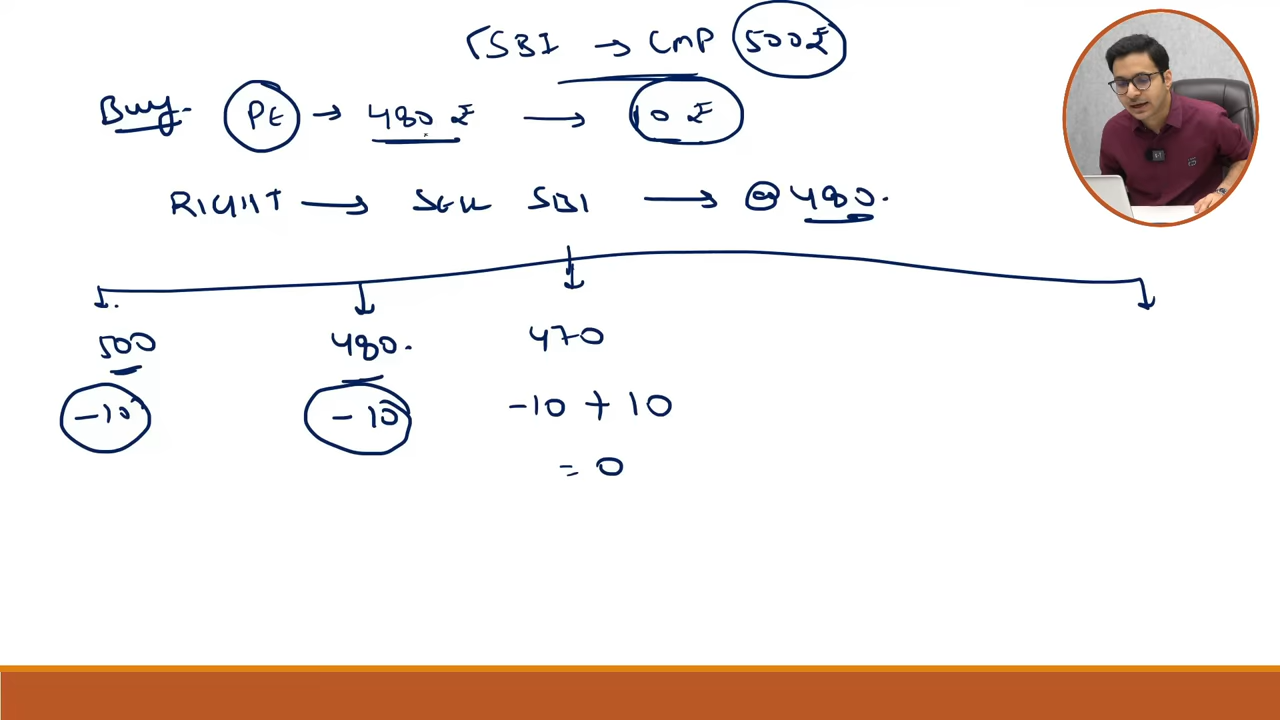 SBI → CMP 500₹
Buy PE → 480 ₹ → 10 ₹
RIGHT → SELL SBI → @ 480.
500 480. 470
-10 -10 -10 + 10
= 0